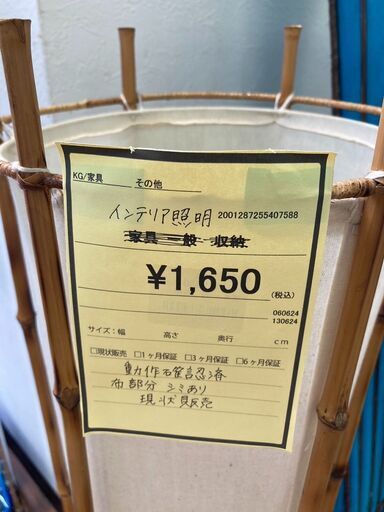 KG/家具 その他
インテリア照明 2001287255407588
家具一般 収納
¥1,650 (税込)
060624
130624
サイズ:幅 高さ 奥行 cm
□現状販売 □1ヶ月保証 □3ヶ月保証 □6ヶ月保証
動作確認済
布部分 シミあり
現状販売